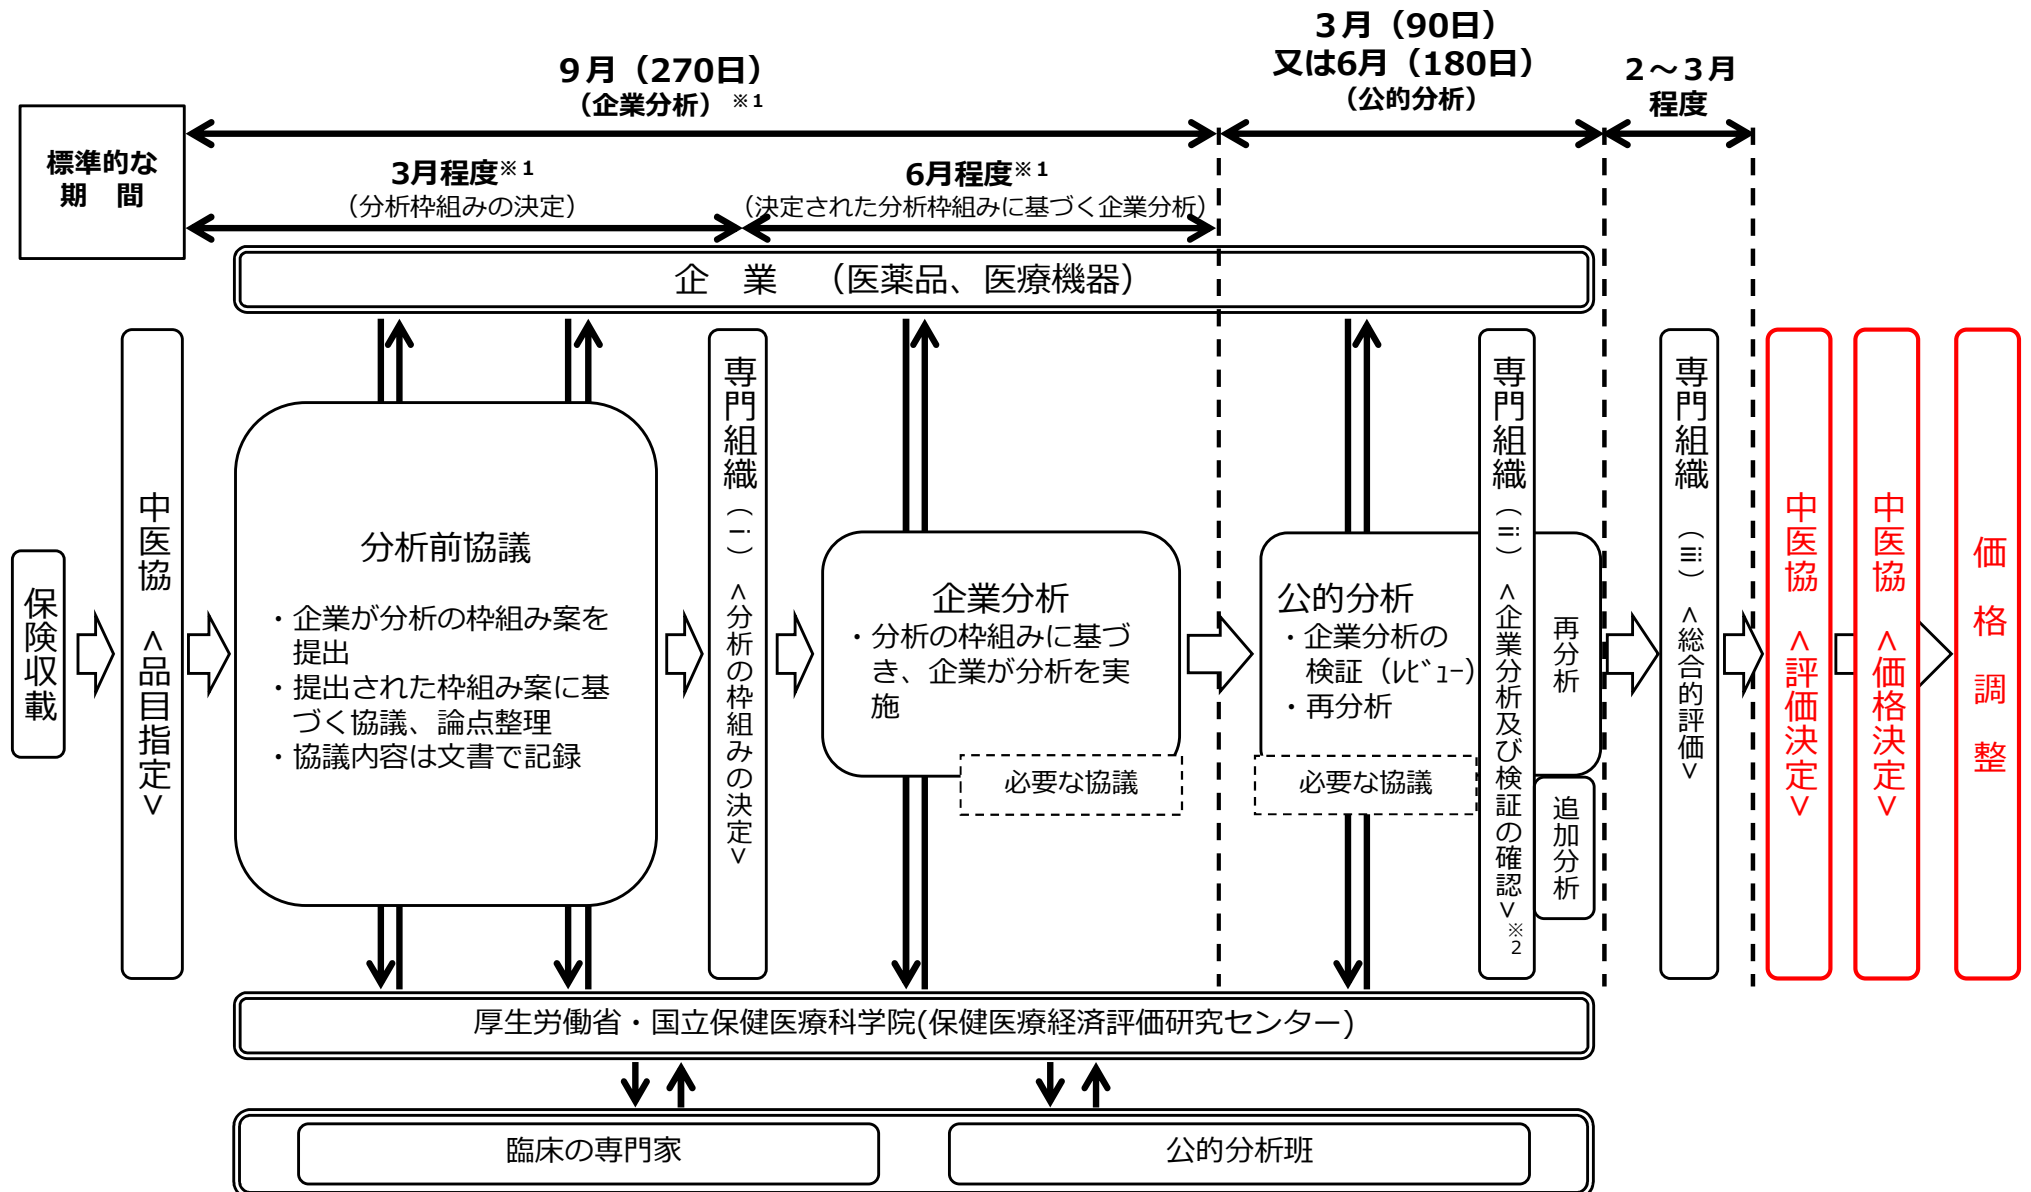 9月（270日）
（企業分析）※1
３月（90日）
又は6月（180日）
（公的分析）
２～３月
程度
標準的な
期　間
3月程度※1
（分析枠組みの決定）
6月程度※1
（決定された分析枠組みに基づく企業分析）
企　業　（医薬品、医療機器）
保険収載
中医協　<品目指定>
分析前協議
・企業が分析の枠組み案を
提出
・提出された枠組み案に基
づく協議、論点整理
・協議内容は文書で記録
専門組織（ⅰ）<分析の枠組みの決定>
企業分析
・分析の枠組みに基づ
き、企業が分析を実
施
必要な協議
公的分析
・企業分析の
検証（ﾚﾋﾞｭｰ）
・再分析
必要な協議
専門組織（ⅱ）<企業分析及び検証の確認>※2
再分析
追加分析
専門組織（ⅲ）<総合的評価>
中医協　<評価決定>
中医協　<価格決定>
価格調整
厚生労働省・国立保健医療科学院(保健医療経済評価研究センター)
臨床の専門家
公的分析班